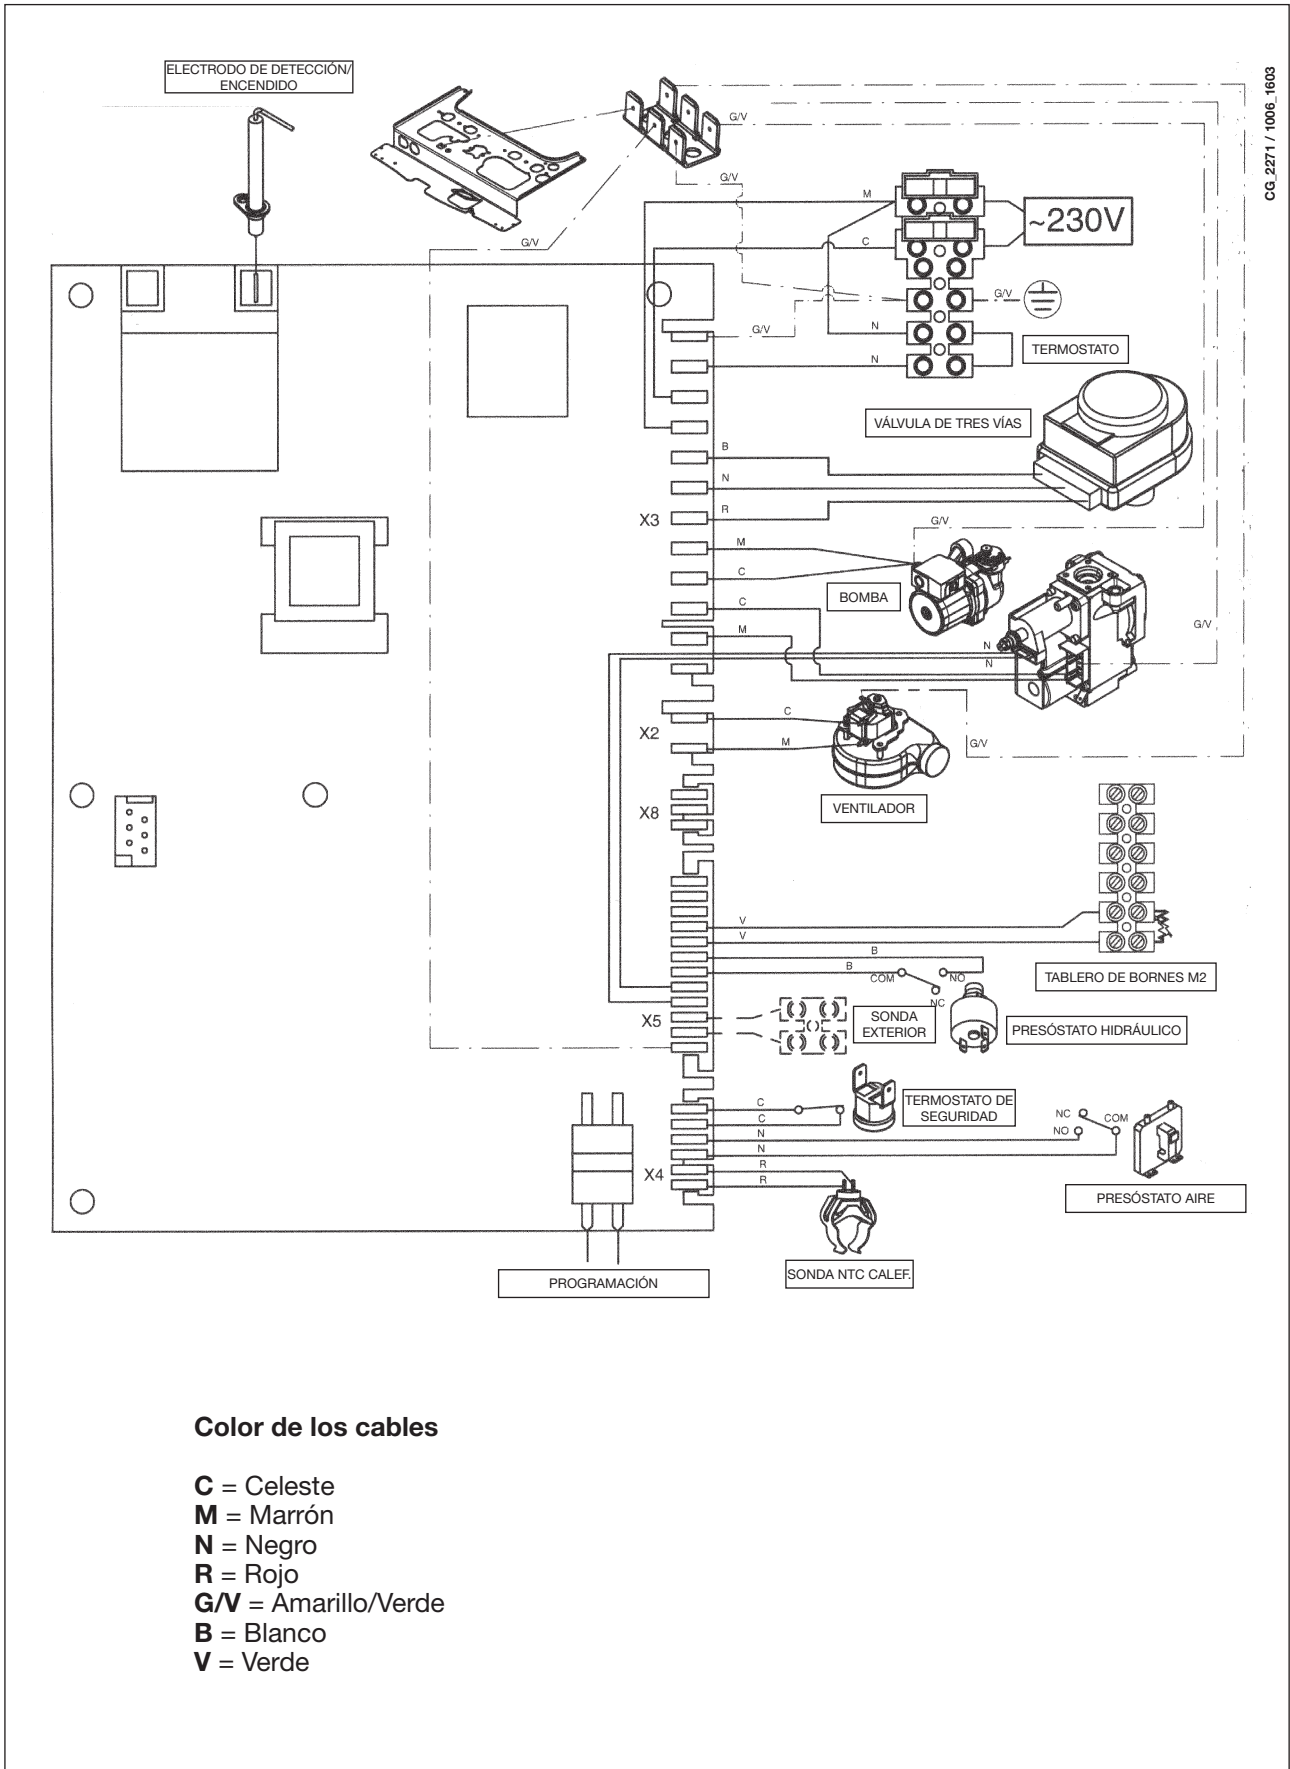 ELECTRODO DE DETECCIÓN/
ENCENDIDO
CG_2271 / 1006_1603
G/V
G/V
G/V
M
~230V
C
G/V
G/V
N
TERMOSTATO
N
VÁLVULA DE TRES VÍAS
B
N
R
X3
G/V
M
C
BOMBA
C
M
G/V
N
N
C
X2
M
G/V
VENTILADOR
X8
V
V
B
B
COM
NO
NC
TABLERO DE BORNES M2
X5
SONDA
EXTERIOR
PRESÓSTATO HIDRÁULICO
C
C
TERMOSTATO DE
SEGURIDAD
NC
COM
NO
N
N
R
X4
R
PRESÓSTATO AIRE
SONDA NTC CALEF.
PROGRAMACIÓN
Color de los cables
C = Celeste
M = Marrón
N = Negro
R = Rojo
G/V = Amarillo/Verde
B = Blanco
V = Verde